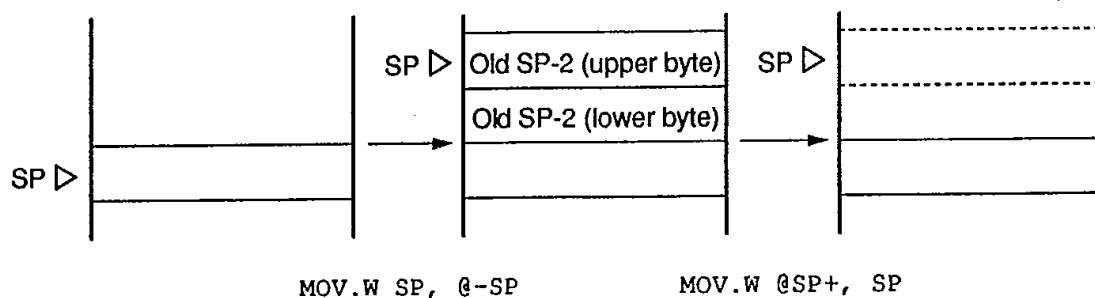 SP ▷ Old SP-2 (upper byte)
SP ▷
Old SP-2 (lower byte)
SP ▷
MOV.W SP, @-SP
MOV.W @SP+, SP